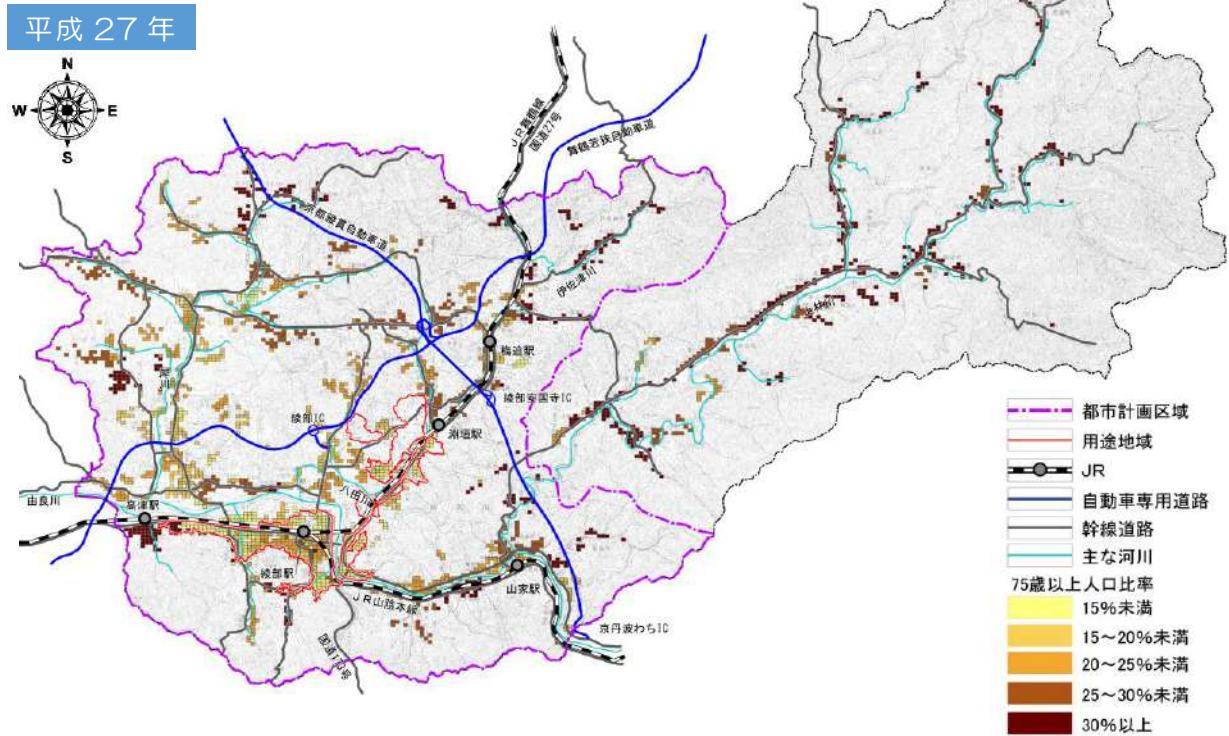 平成 27 年
N
W
E
S
JR舞鶴線
国道27号
舞鶴若狭自動車道
京都縦貫自動車道
伊佐津川
上林川
梅迫駅
犀川
綾部安国寺IC
綾部IC
淵垣駅
八田川
由良川
高津駅
綾部駅
山家駅
JR山陰本線
京丹波わちIC
国道173号
都市計画区域
用途地域
JR
自動車専用道路
幹線道路
主な河川
75歳以上人口比率
15%未満
15～20%未満
20～25%未満
25～30%未満
30%以上